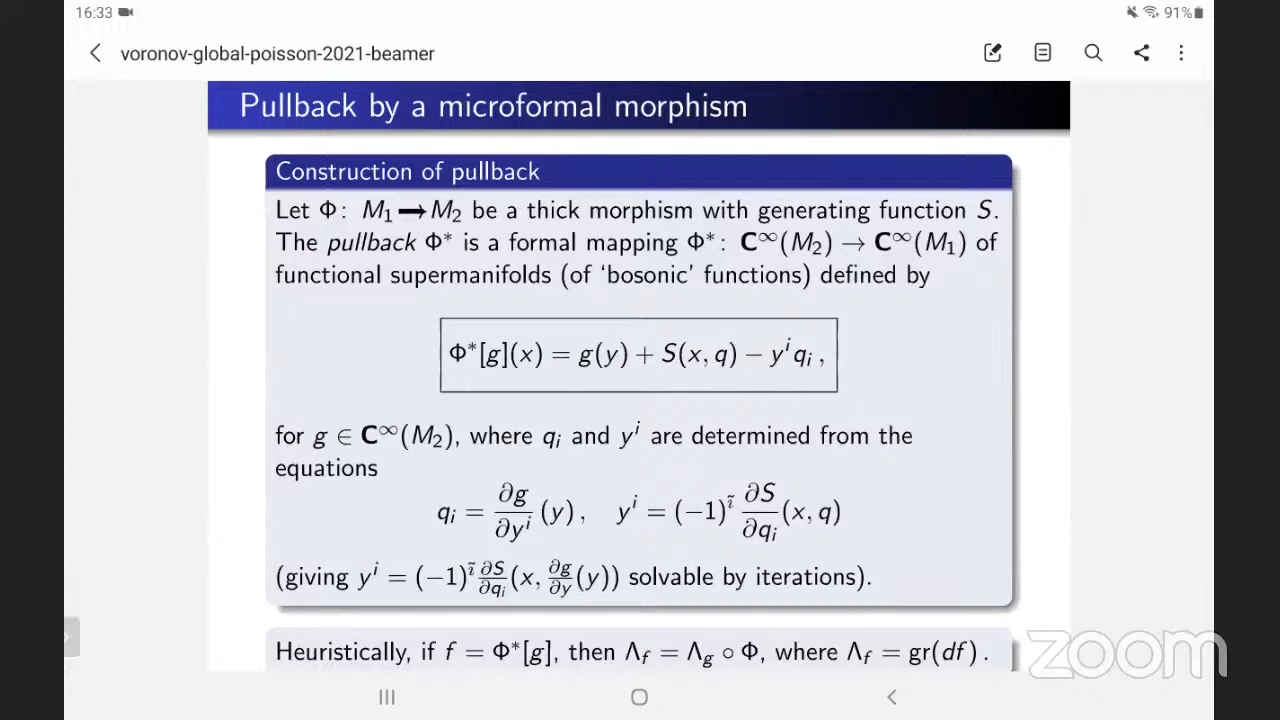 16:33
91%
voronov-global-poisson-2021-beamer
Pullback by a microformal morphism
Construction of pullback
Let Φ: M₁ ➞ M₂ be a thick morphism with generating function S.
The pullback Φ* is a formal mapping Φ*: C∞(M₂) → C∞(M₁) of
functional supermanifolds (of ‘bosonic’ functions) defined by
Φ*[g](x) = g(y) + S(x, q) − yⁱqᵢ ,
for g ∈ C∞(M₂), where qᵢ and yⁱ are determined from the
equations
qᵢ = ∂g/∂yⁱ (y) ,   yⁱ = (−1)^ĩ ∂S/∂qᵢ (x, q)
(giving yⁱ = (−1)^ĩ ∂S/∂qᵢ (x, ∂g/∂y (y)) solvable by iterations).
Heuristically, if f = Φ*[g], then Λ_f = Λ_g ∘ Φ, where Λ_f = gr(df) .
zoom